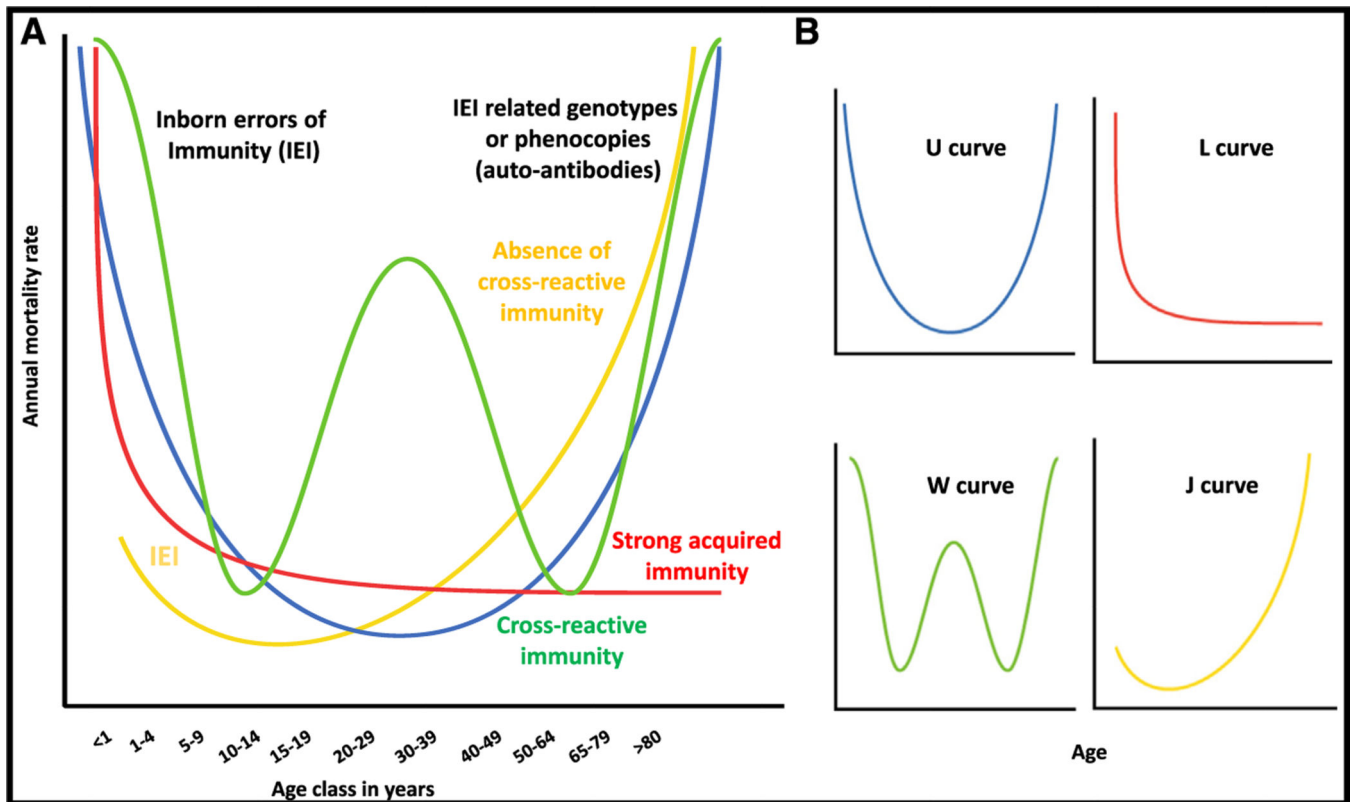 A
Annual mortality rate
Inborn errors of
Immunity (IEI)
IEI related genotypes
or phenocopies
(auto-antibodies)
Absence of
cross-reactive
immunity
IEI
Strong acquired
immunity
Cross-reactive
immunity
<1
1-4
5-9
10-14
15-19
20-29
30-39
40-49
50-64
65-79
>80
Age class in years
B
U curve
L curve
W curve
J curve
Age